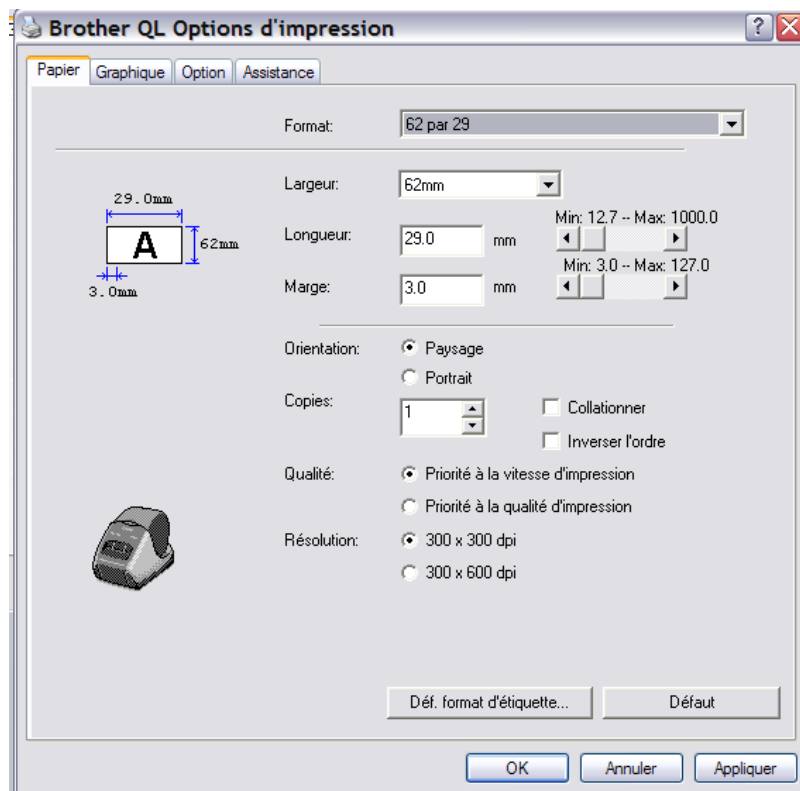 Brother QL Options d'impression
Papier Graphique Option Assistance
Format: 62 par 29
Largeur: 62mm
29.0mm
Min: 12.7 -- Max: 1000.0
A 62mm Longueur: 29.0 mm
Min: 3.0 -- Max: 127.0
3.0mm Marge: 3.0 mm
Orientation: Paysage
Portrait
Copies: 1 Collationner
Inverser l'ordre
Qualité: Priorité à la vitesse d'impression
Priorité à la qualité d'impression
Résolution: 300 x 300 dpi
300 x 600 dpi
Déf. format d'étiquette... Défaut
OK Annuler Appliquer